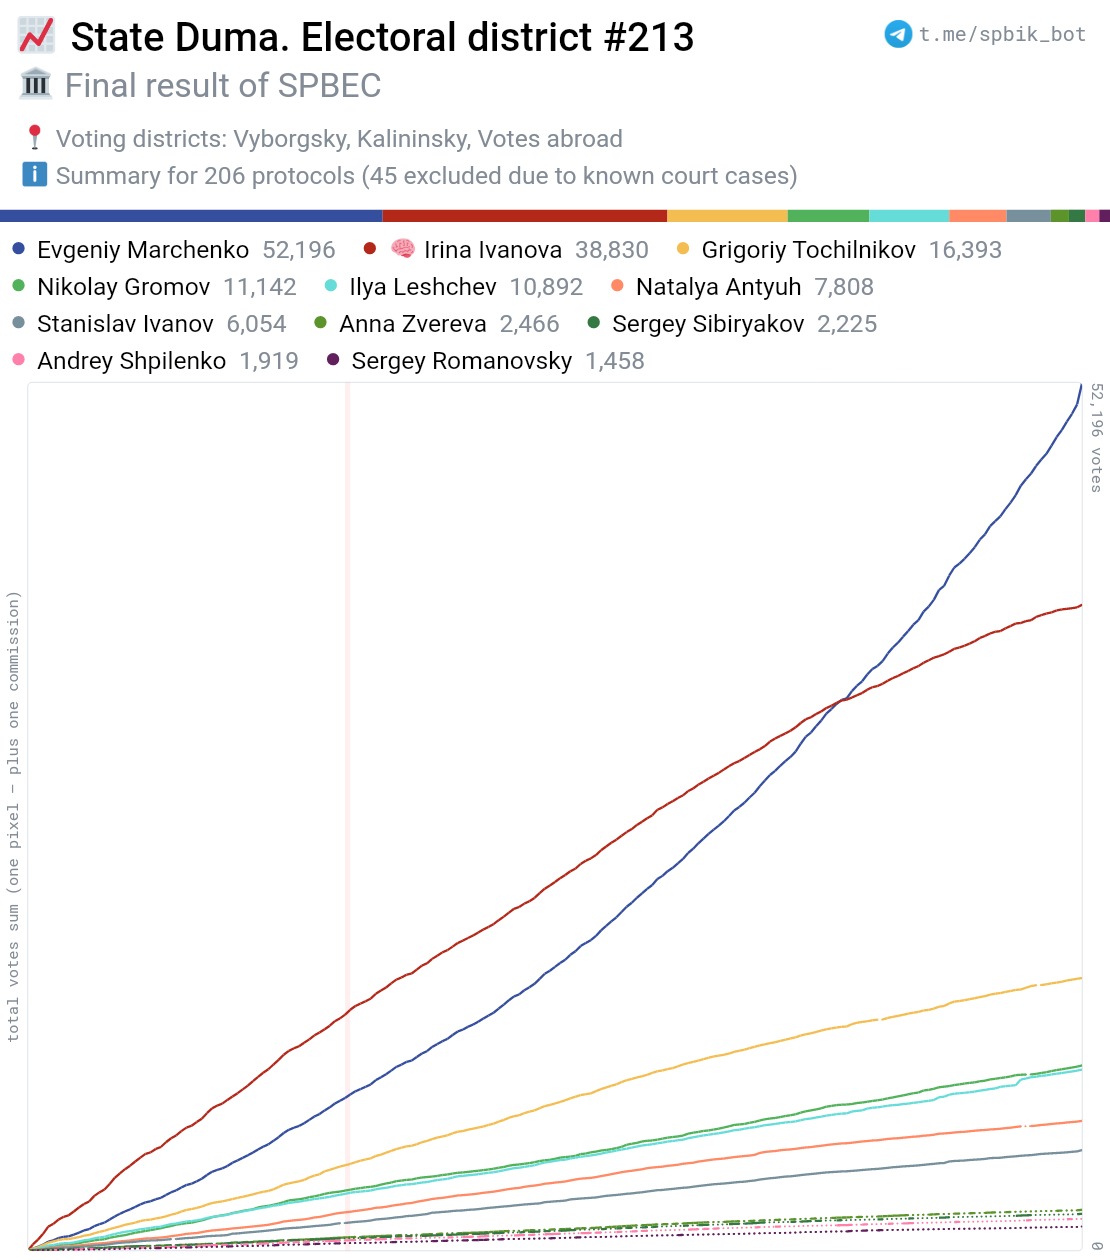 State Duma. Electoral district #213
t.me/spbik_bot
Final result of SPBEC
Voting districts: Vyborgsky, Kalininsky, Votes abroad
Summary for 206 protocols (45 excluded due to known court cases)
Evgeniy Marchenko 52,196 Irina Ivanova 38,830 Grigoriy Tochilnikov 16,393
Nikolay Gromov 11,142 Ilya Leshchev 10,892 Natalya Antyuh 7,808
Stanislav Ivanov 6,054 Anna Zvereva 2,466 Sergey Sibiryakov 2,225
Andrey Shpilenko 1,919 Sergey Romanovsky 1,458
52,196 votes
total votes sum (one pixel – plus one commission)
0